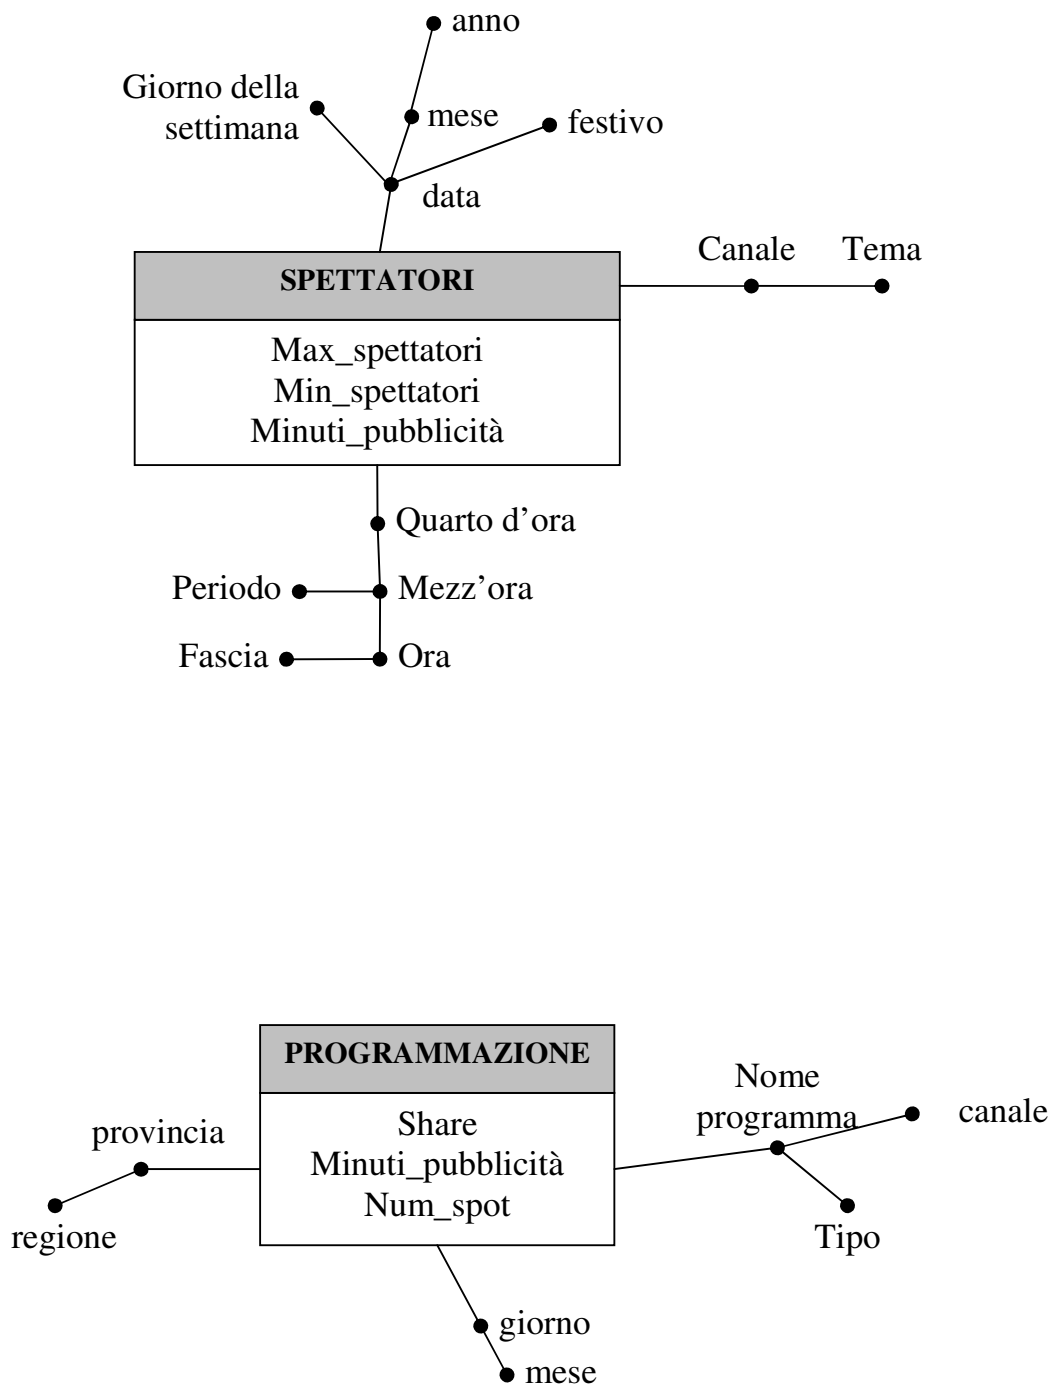 anno
Giorno della
settimana
mese
festivo
data
Canale
Tema
SPETTATORI
Max_spettatori
Min_spettatori
Minuti_pubblicità
Quarto d’ora
Periodo
Mezz’ora
Fascia
Ora
PROGRAMMAZIONE
Nome
programma
canale
provincia
Share
Minuti_pubblicità
Num_spot
regione
Tipo
giorno
mese